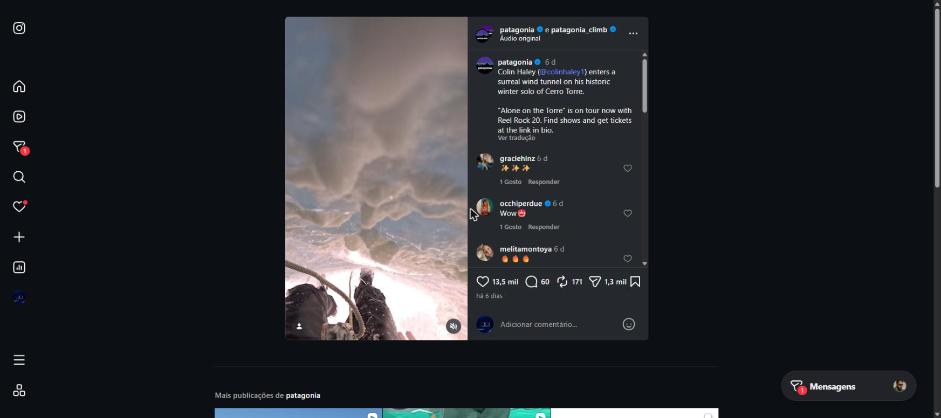 patagonia e patagonia_climb
Áudio original
patagonia 6 d
Colin Haley (@colinhaley1) enters a
surreal wind tunnel on his historic
winter solo of Cerro Torre.
"Alone on the Torre" is on tour now with
Reel Rock 20. Find shows and get tickets
at the link in bio.
Ver tradução
graciehinz 6 d
✨✨✨
1 Gosto Responder
occhiperdue 6 d
Wow
1 Gosto Responder
melitamontoya 6 d
🔥🔥🔥
13,5 mil 60 171 1,3 mil
há 6 dias
Adicionar comentário...
1
Mais publicações de patagonia
1 Mensagens